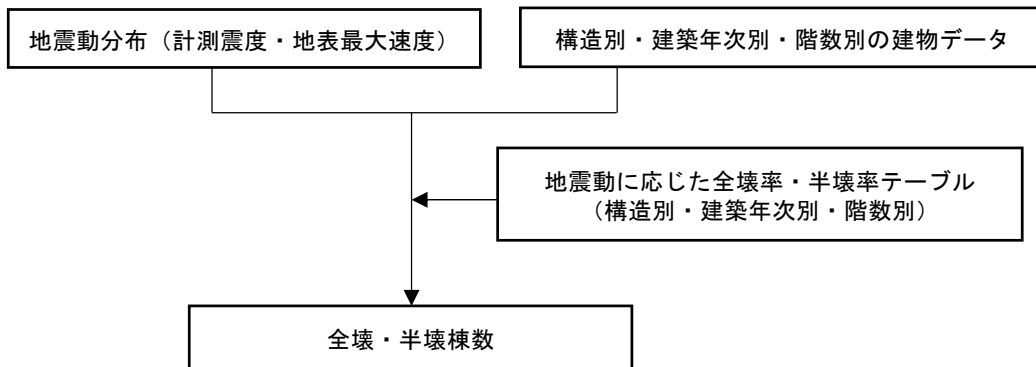 地震動分布（計測震度・地表最大速度）
構造別・建築年次別・階数別の建物データ
地震動に応じた全壊率・半壊率テーブル
（構造別・建築年次別・階数別）
全壊・半壊棟数